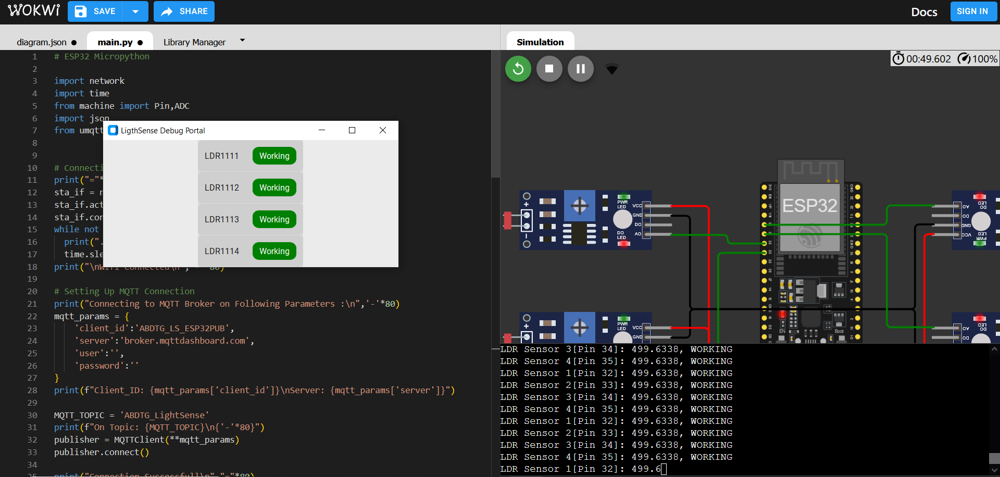 WOKWI SAVE SHARE Docs SIGN IN
diagram.json ● main.py ● Library Manager
Simulation
00:49.602 100%
1 # ESP32 Micropython
2
3 import network
4 import time
5 from machine import Pin,ADC
6 import json
7 from umqtt
8
9
10 # Connecti
11 print("="*
12 sta_if = n
13 sta_if.act
14 sta_if.con
15 while not
16 print(".
17 time.sle
18 print("\nWifi Connected\n", 80)
19
20 # Setting Up MQTT Connection
21 print("Connecting to MQTT Broker on Following Parameters :\n",'-'*80)
22 mqtt_params = {
23 'client_id':'ABDTG_LS_ESP32PUB',
24 'server':'broker.mqttdashboard.com',
25 'user':'',
26 'password':''
27 }
28 print(f"Client_ID: {mqtt_params['client_id']}\nServer: {mqtt_params['server']}")
29
30 MQTT_TOPIC = 'ABDTG_LightSense'
31 print(f"On Topic: {MQTT_TOPIC}\n{'-'*80}")
32 publisher = MQTTClient(**mqtt_params)
33 publisher.connect()
34
35 print("Connection Successfull\n","="*80)
LigthSense Debug Portal
LDR1111 Working
LDR1112 Working
LDR1113 Working
LDR1114 Working
PWR
LED
VCC
GND
DO
AO
DO
LED
ESP32
EN
Boot
AO
DO
GND
VCC
DO
LED
PWR
LED
PWR
LED
VCC
GND
AO
DO
DO
LED
LDR Sensor 3[Pin 34]: 499.6338, WORKING
LDR Sensor 4[Pin 35]: 499.6338, WORKING
LDR Sensor 1[Pin 32]: 499.6338, WORKING
LDR Sensor 2[Pin 33]: 499.6338, WORKING
LDR Sensor 3[Pin 34]: 499.6338, WORKING
LDR Sensor 4[Pin 35]: 499.6338, WORKING
LDR Sensor 1[Pin 32]: 499.6338, WORKING
LDR Sensor 2[Pin 33]: 499.6338, WORKING
LDR Sensor 3[Pin 34]: 499.6338, WORKING
LDR Sensor 4[Pin 35]: 499.6338, WORKING
LDR Sensor 1[Pin 32]: 499.6